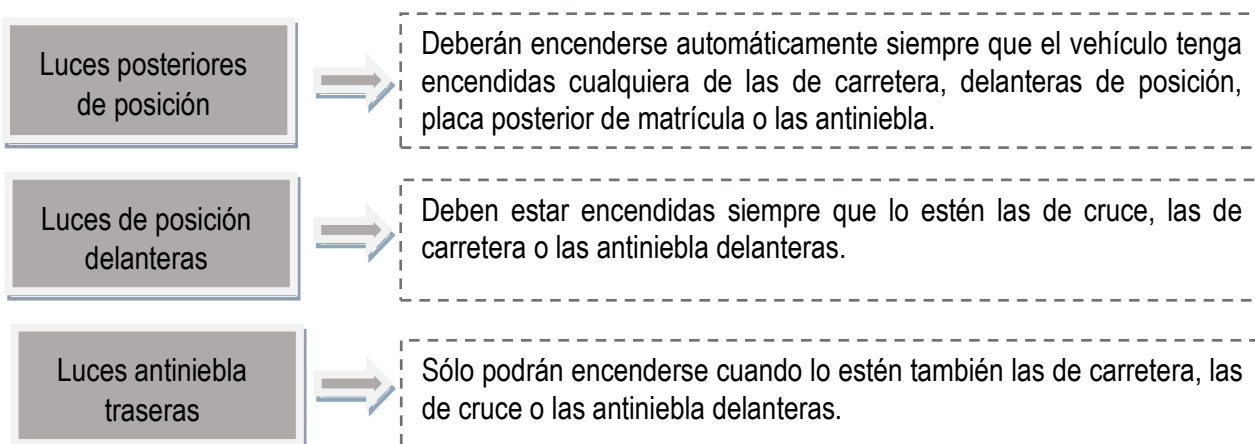 Luces posteriores
de posición
Deberán encenderse automáticamente siempre que el vehículo tenga
encendidas cualquiera de las de carretera, delanteras de posición,
placa posterior de matrícula o las antiniebla.
Luces de posición
delanteras
Deben estar encendidas siempre que lo estén las de cruce, las de
carretera o las antiniebla delanteras.
Luces antiniebla
traseras
Sólo podrán encenderse cuando lo estén también las de carretera, las
de cruce o las antiniebla delanteras.